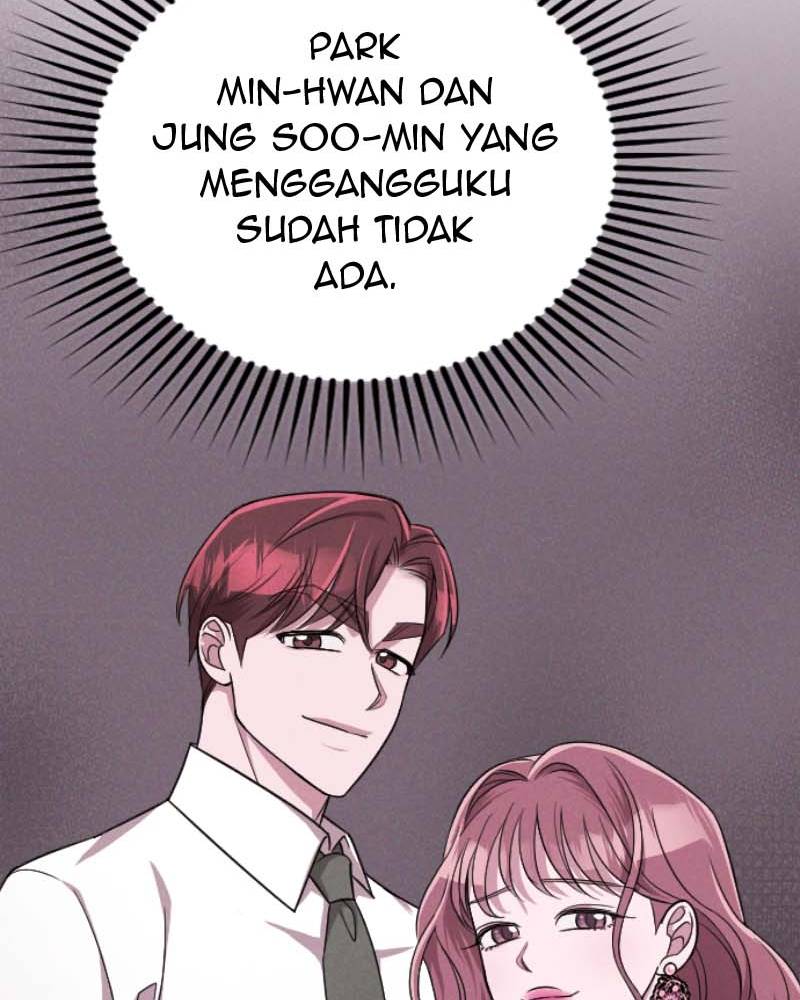 PARK
MIN-HWAN DAN
JUNG SOO-MIN YANG
MENGGANGGUKU
SUDAH TIDAK
ADA.